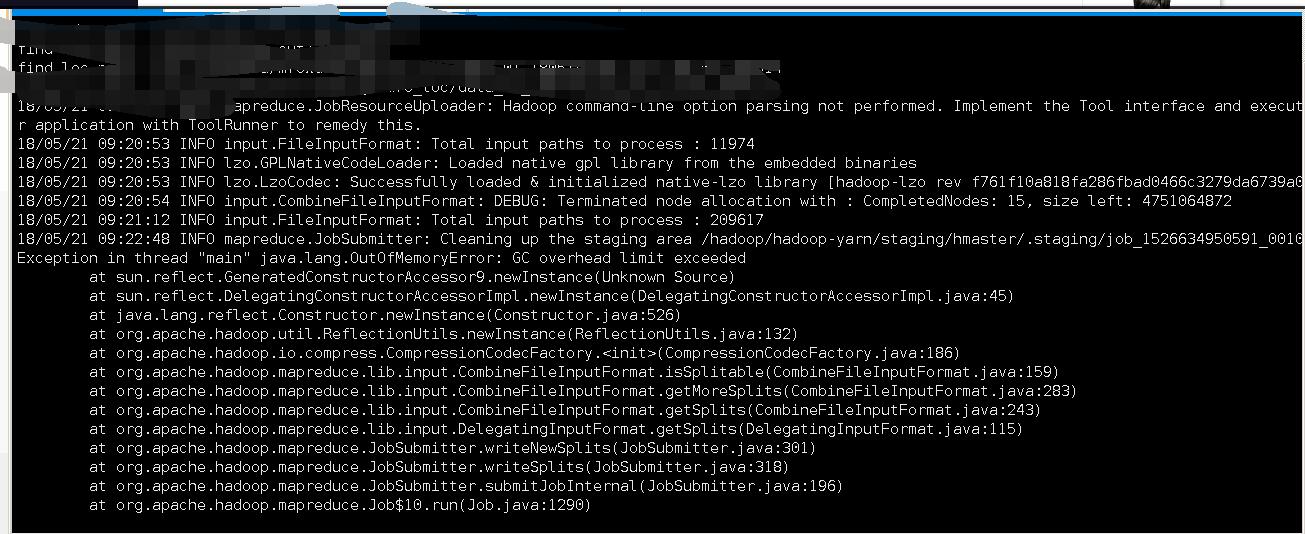 find
find loc
18/05/21 mapreduce.JobResourceUploader: Hadoop command-line option parsing not performed. Implement the Tool interface and execut
r application with ToolRunner to remedy this.
18/05/21 09:20:53 INFO input.FileInputFormat: Total input paths to process : 11974
18/05/21 09:20:53 INFO lzo.GPLNativeCodeLoader: Loaded native gpl library from the embedded binaries
18/05/21 09:20:53 INFO lzo.LzoCodec: Successfully loaded & initialized native-lzo library [hadoop-lzo rev f761f10a818fa286fbad0466c3279da6739a0
18/05/21 09:20:54 INFO input.CombineFileInputFormat: DEBUG: Terminated node allocation with : CompletedNodes: 15, size left: 4751064872
18/05/21 09:21:12 INFO input.FileInputFormat: Total input paths to process : 209617
18/05/21 09:22:48 INFO mapreduce.JobSubmitter: Cleaning up the staging area /hadoop/hadoop-yarn/staging/hmaster/.staging/job_1526634950591_0010
Exception in thread "main" java.lang.OutOfMemoryError: GC overhead limit exceeded
at sun.reflect.GeneratedConstructorAccessor9.newInstance(Unknown Source)
at sun.reflect.DelegatingConstructorAccessorImpl.newInstance(DelegatingConstructorAccessorImpl.java:45)
at java.lang.reflect.Constructor.newInstance(Constructor.java:526)
at org.apache.hadoop.util.ReflectionUtils.newInstance(ReflectionUtils.java:132)
at org.apache.hadoop.io.compress.CompressionCodecFactory.<init>(CompressionCodecFactory.java:186)
at org.apache.hadoop.mapreduce.lib.input.CombineFileInputFormat.isSplitable(CombineFileInputFormat.java:159)
at org.apache.hadoop.mapreduce.lib.input.CombineFileInputFormat.getMoreSplits(CombineFileInputFormat.java:283)
at org.apache.hadoop.mapreduce.lib.input.CombineFileInputFormat.getSplits(CombineFileInputFormat.java:243)
at org.apache.hadoop.mapreduce.lib.input.DelegatingInputFormat.getSplits(DelegatingInputFormat.java:115)
at org.apache.hadoop.mapreduce.JobSubmitter.writeNewSplits(JobSubmitter.java:301)
at org.apache.hadoop.mapreduce.JobSubmitter.writeSplits(JobSubmitter.java:318)
at org.apache.hadoop.mapreduce.JobSubmitter.submitJobInternal(JobSubmitter.java:196)
at org.apache.hadoop.mapreduce.Job$10.run(Job.java:1290)